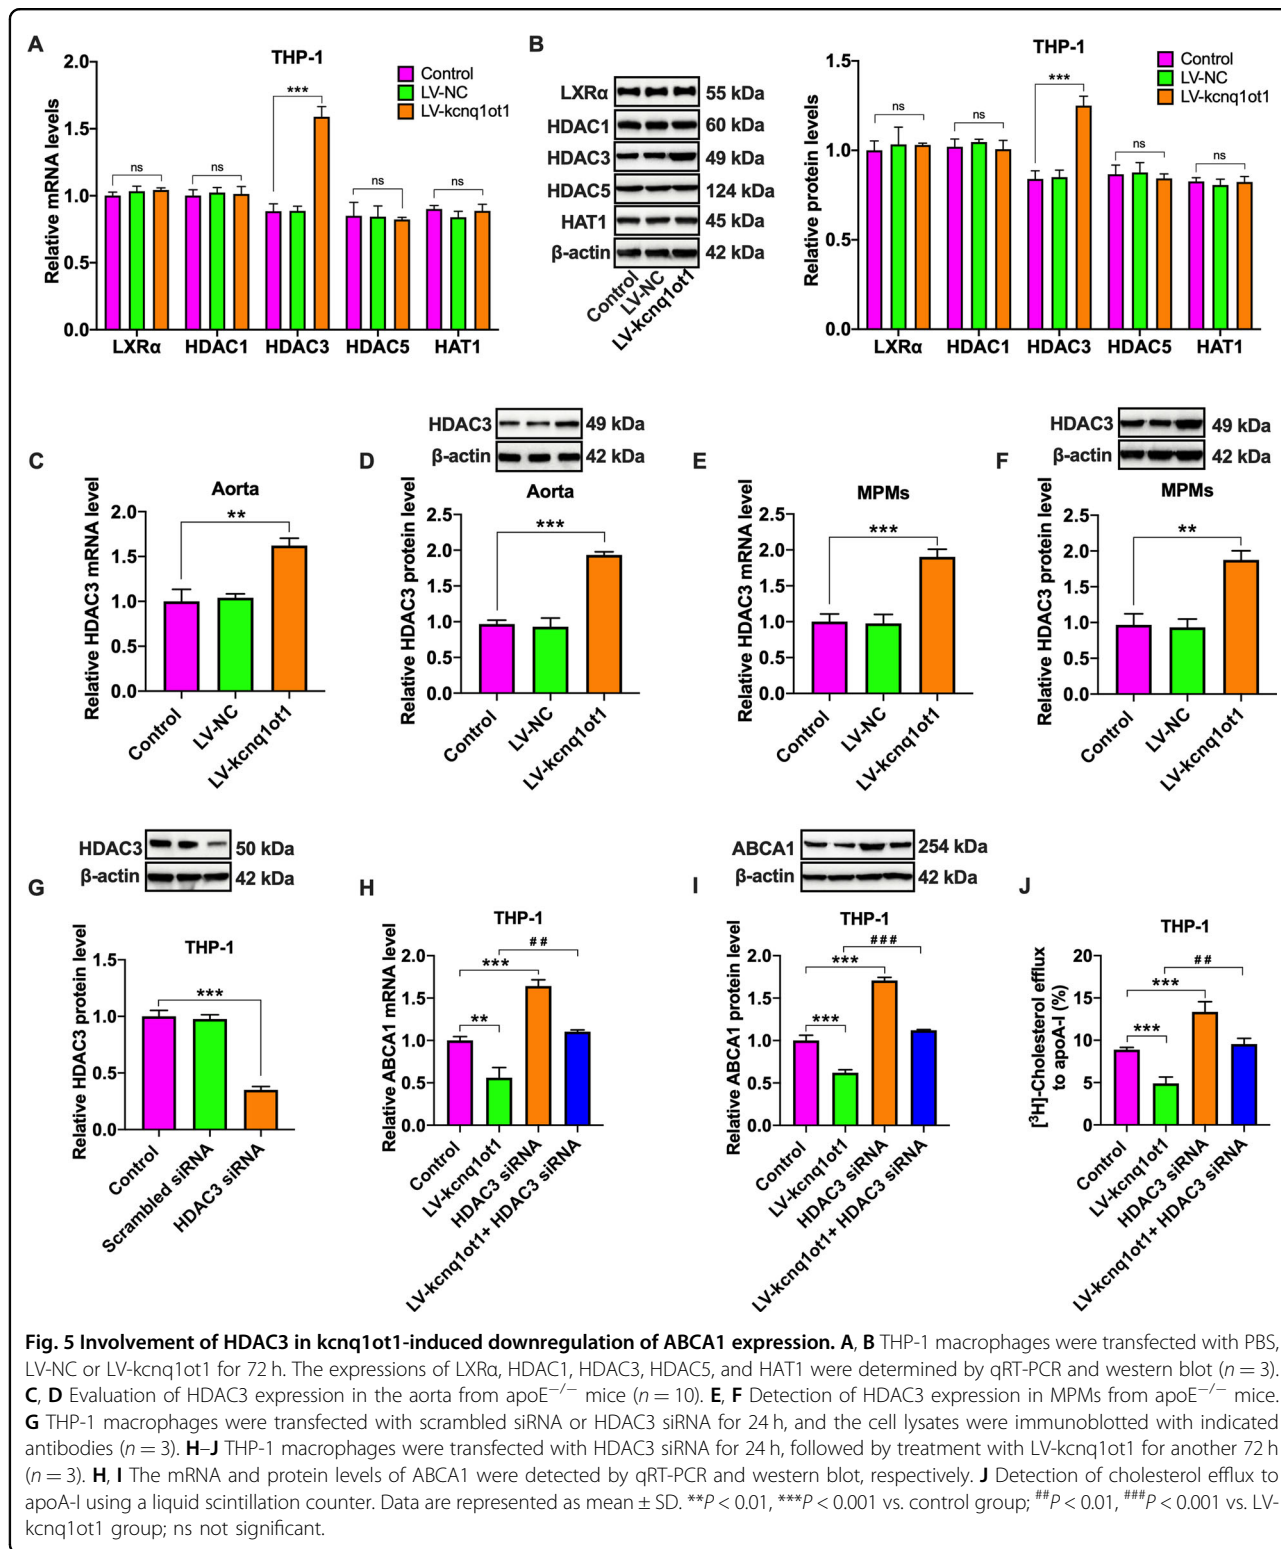 A
THP-1
Relative mRNA levels
2.0
1.5
1.0
0.5
0.0
Control
LV-NC
LV-kcnq1ot1
ns
ns
***
ns
ns
LXRα
HDAC1
HDAC3
HDAC5
HAT1
B
LXRα
55 kDa
HDAC1
60 kDa
HDAC3
49 kDa
HDAC5
124 kDa
HAT1
45 kDa
β-actin
42 kDa
Control
LV-NC
LV-kcnq1ot1
THP-1
Relative protein levels
1.5
1.0
0.5
0.0
Control
LV-NC
LV-kcnq1ot1
ns
ns
***
ns
ns
LXRα
HDAC1
HDAC3
HDAC5
HAT1
C
Aorta
Relative HDAC3 mRNA level
2.0
1.5
1.0
0.5
0.0
**
Control
LV-NC
LV-kcnq1ot1
D
HDAC3
49 kDa
β-actin
42 kDa
Aorta
Relative HDAC3 protein level
2.5
2.0
1.5
1.0
0.5
0.0
***
Control
LV-NC
LV-kcnq1ot1
E
MPMs
Relative HDAC3 mRNA level
2.5
2.0
1.5
1.0
0.5
0.0
***
Control
LV-NC
LV-kcnq1ot1
F
HDAC3
49 kDa
β-actin
42 kDa
MPMs
Relative HDAC3 protein level
2.5
2.0
1.5
1.0
0.5
0.0
**
Control
LV-NC
LV-kcnq1ot1
G
HDAC3
50 kDa
β-actin
42 kDa
THP-1
Relative HDAC3 protein level
1.5
1.0
0.5
0.0
***
Control
Scrambled siRNA
HDAC3 siRNA
H
THP-1
Relative ABCA1 mRNA level
2.0
1.5
1.0
0.5
0.0
##
***
**
Control
LV-kcnq1ot1
HDAC3 siRNA
LV-kcnq1ot1+ HDAC3 siRNA
I
ABCA1
254 kDa
β-actin
42 kDa
THP-1
Relative ABCA1 protein level
2.0
1.5
1.0
0.5
0.0
###
***
***
Control
LV-kcnq1ot1
HDAC3 siRNA
LV-kcnq1ot1+ HDAC3 siRNA
J
THP-1
[³H]-Cholesterol efflux
to apoA-I (%)
20
15
10
5
0
##
***
***
Control
LV-kcnq1ot1
HDAC3 siRNA
LV-kcnq1ot1+ HDAC3 siRNA
Fig. 5 Involvement of HDAC3 in kcnq1ot1-induced downregulation of ABCA1 expression. A, B THP-1 macrophages were transfected with PBS,
LV-NC or LV-kcnq1ot1 for 72 h. The expressions of LXRα, HDAC1, HDAC3, HDAC5, and HAT1 were determined by qRT-PCR and western blot (n = 3).
C, D Evaluation of HDAC3 expression in the aorta from apoE⁻/⁻ mice (n = 10). E, F Detection of HDAC3 expression in MPMs from apoE⁻/⁻ mice.
G THP-1 macrophages were transfected with scrambled siRNA or HDAC3 siRNA for 24 h, and the cell lysates were immunoblotted with indicated
antibodies (n = 3). H–J THP-1 macrophages were transfected with HDAC3 siRNA for 24 h, followed by treatment with LV-kcnq1ot1 for another 72 h
(n = 3). H, I The mRNA and protein levels of ABCA1 were detected by qRT-PCR and western blot, respectively. J Detection of cholesterol efflux to
apoA-I using a liquid scintillation counter. Data are represented as mean ± SD. **P < 0.01, ***P < 0.001 vs. control group; ##P < 0.01, ###P < 0.001 vs. LV-
kcnq1ot1 group; ns not significant.